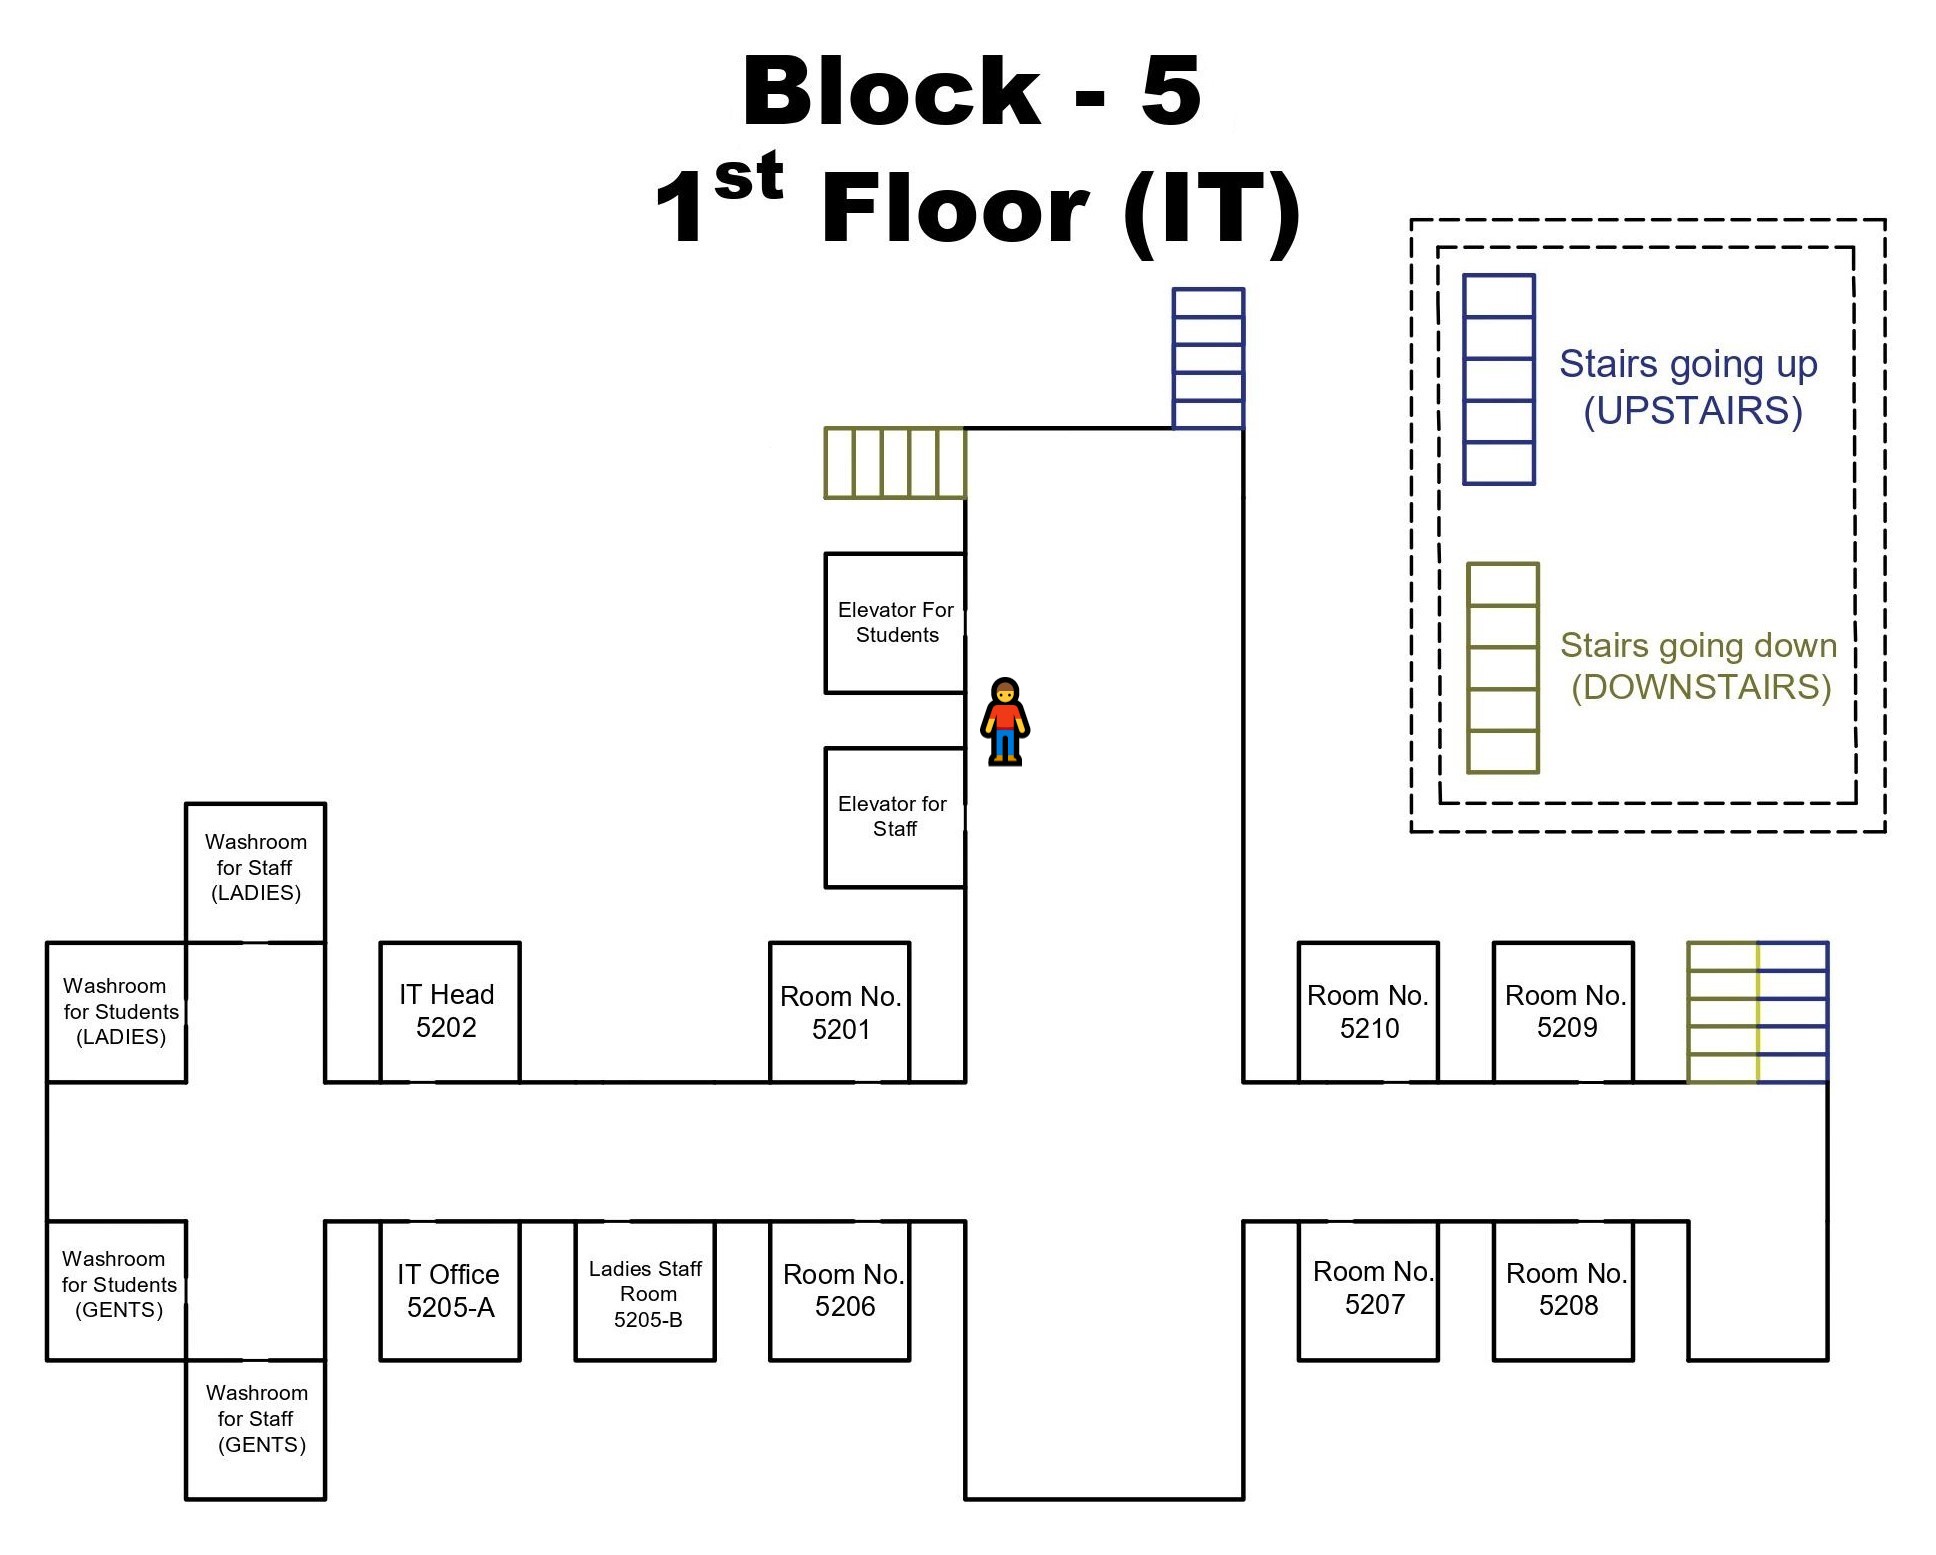 Block - 5
1st Floor (IT)
Stairs going up
(UPSTAIRS)
Elevator For
Students
Stairs going down
(DOWNSTAIRS)
Elevator for
Staff
Washroom
for Staff
(LADIES)
Washroom
for Students
(LADIES)
IT Head
5202
Room No.
5201
Room No.
5210
Room No.
5209
Washroom
for Students
(GENTS)
IT Office
5205-A
Ladies Staff
Room
5205-B
Room No.
5206
Room No.
5207
Room No.
5208
Washroom
for Staff
(GENTS)